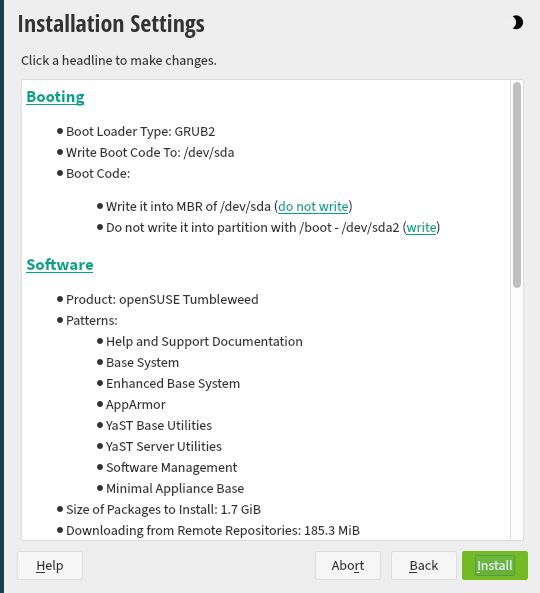 Installation Settings
Click a headline to make changes.
Booting
Boot Loader Type: GRUB2
Write Boot Code To: /dev/sda
Boot Code:
Write it into MBR of /dev/sda (do not write)
Do not write it into partition with /boot - /dev/sda2 (write)
Software
Product: openSUSE Tumbleweed
Patterns:
Help and Support Documentation
Base System
Enhanced Base System
AppArmor
YaST Base Utilities
YaST Server Utilities
Software Management
Minimal Appliance Base
Size of Packages to Install: 1.7 GiB
Downloading from Remote Repositories: 185.3 MiB
Help Abort Back Install